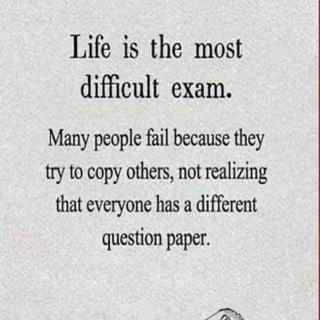 Life is the most
difficult exam.
Many people fail because they
try to copy others, not realizing
that everyone has a different
question paper.